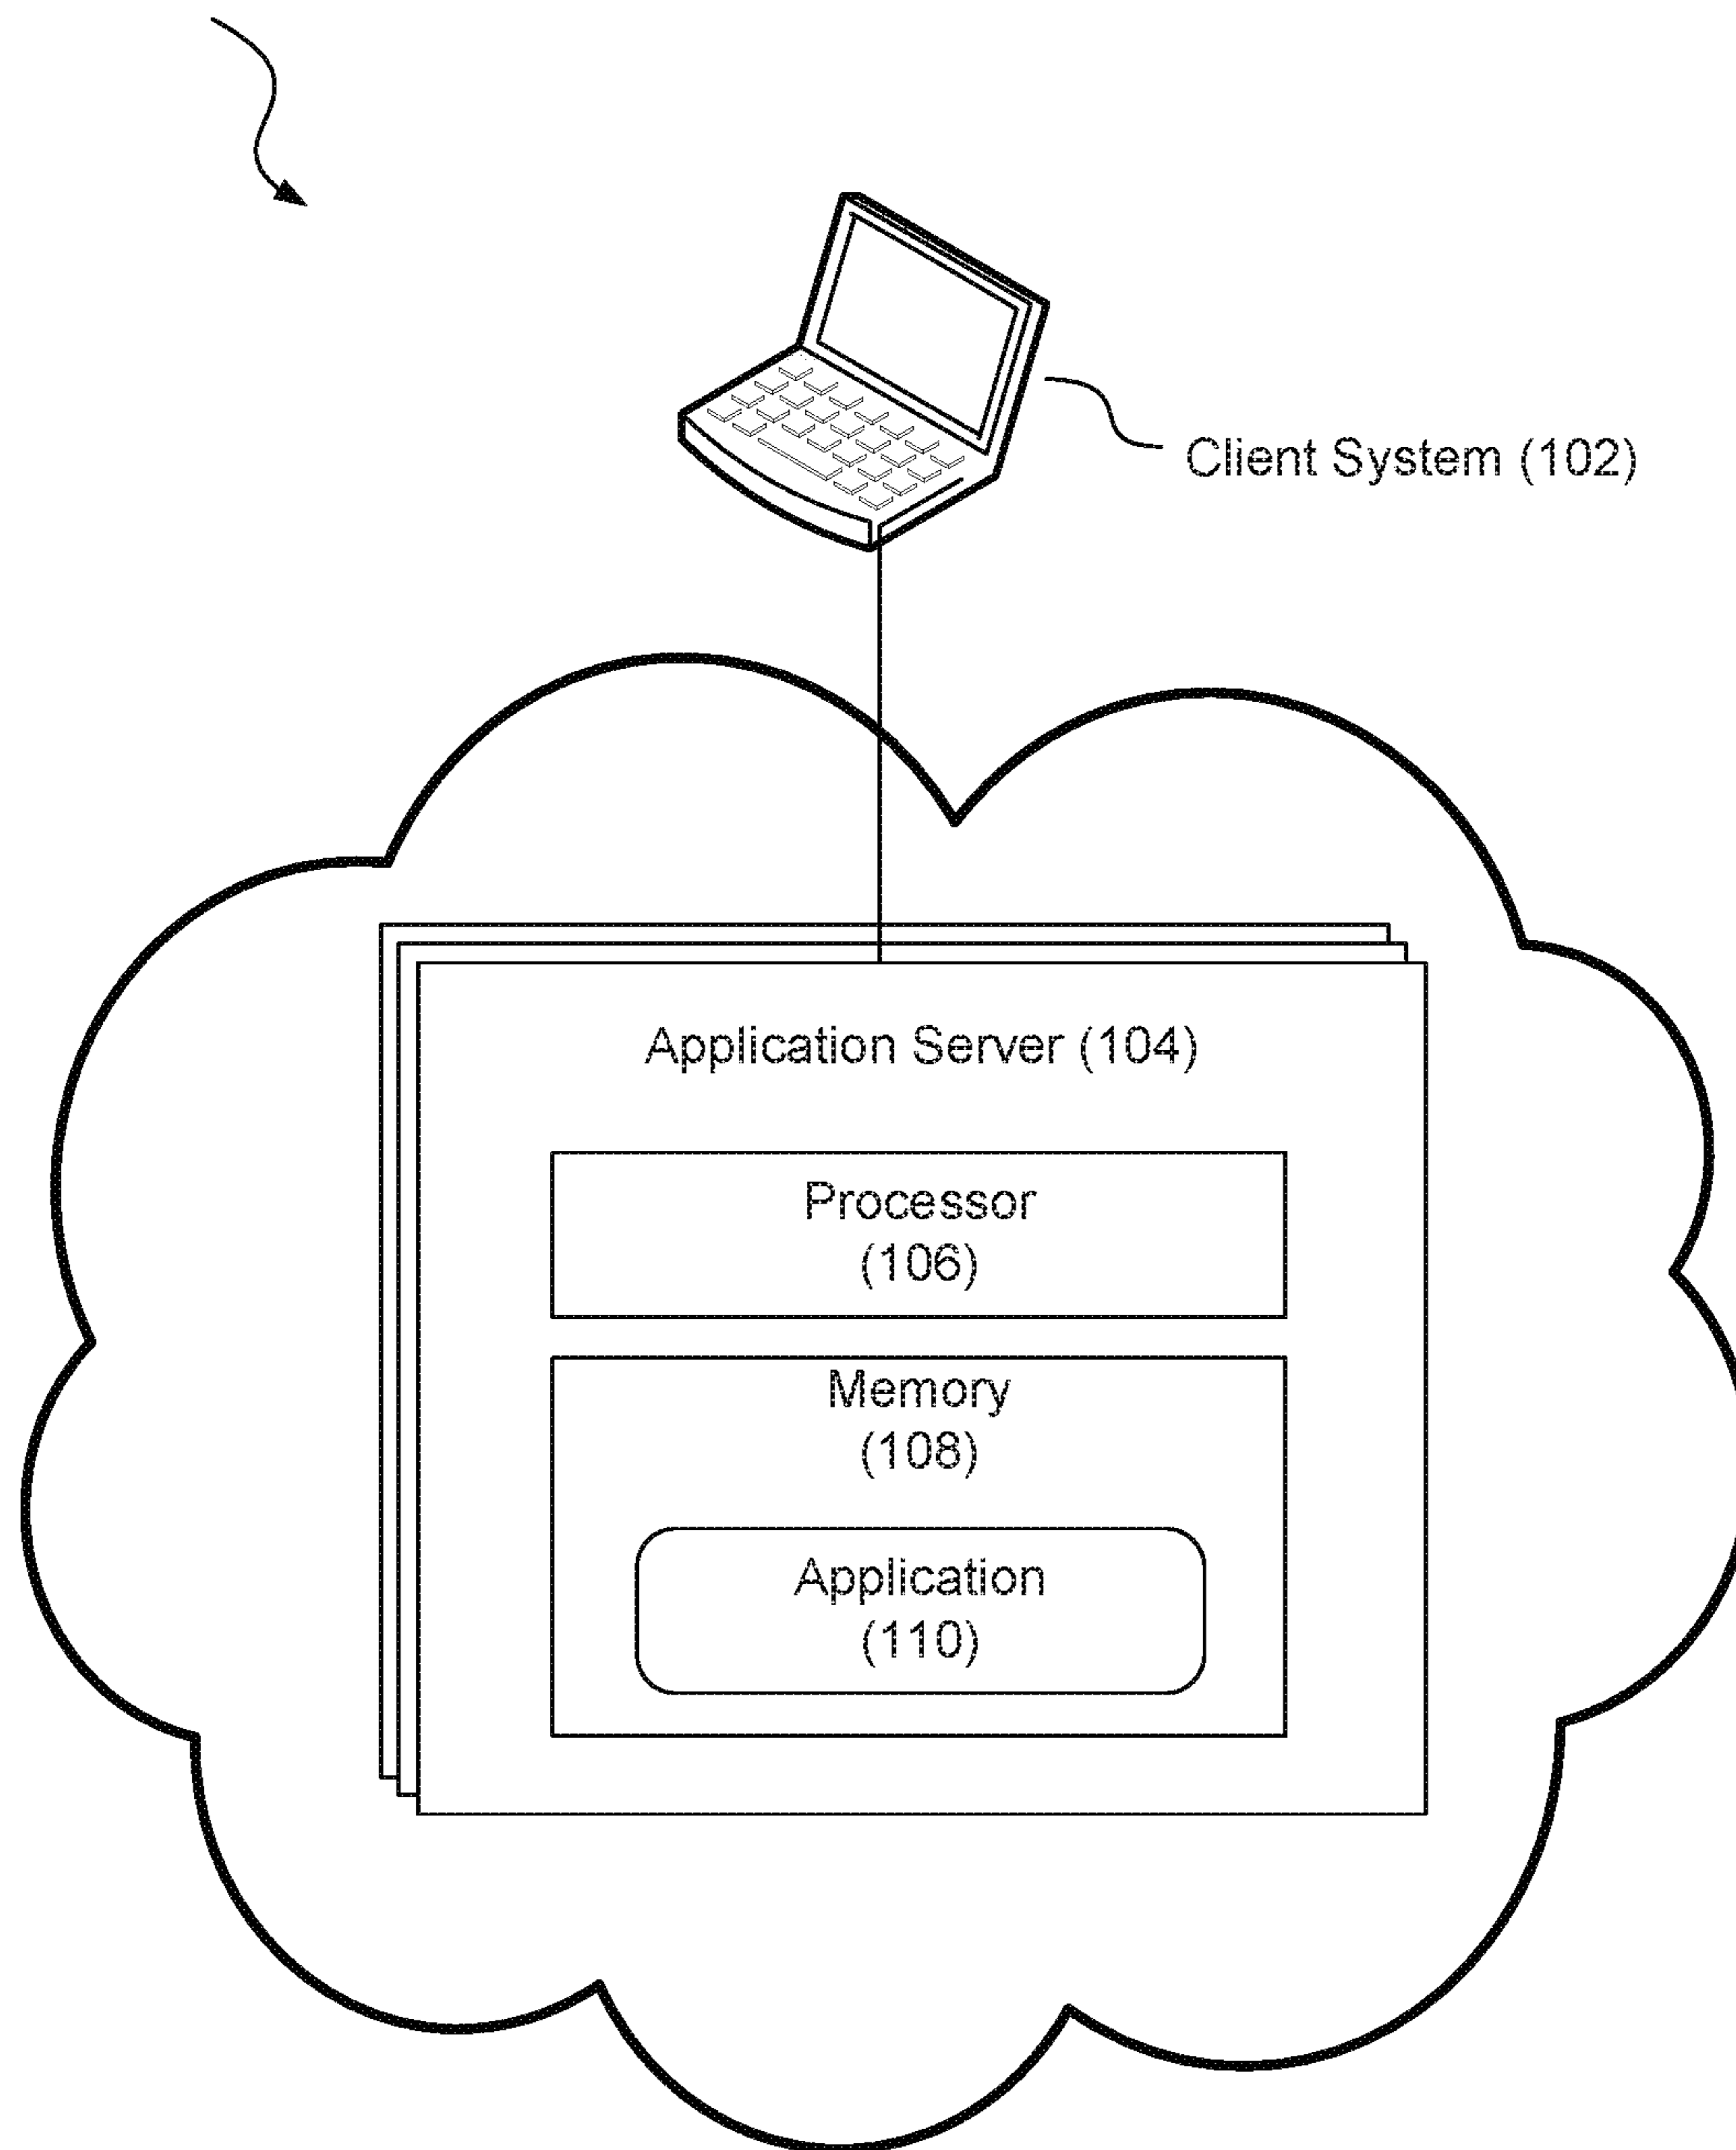 Client System (102)
Application Server (104)
Processor
(106)
Memory
(108)
Application
(110)